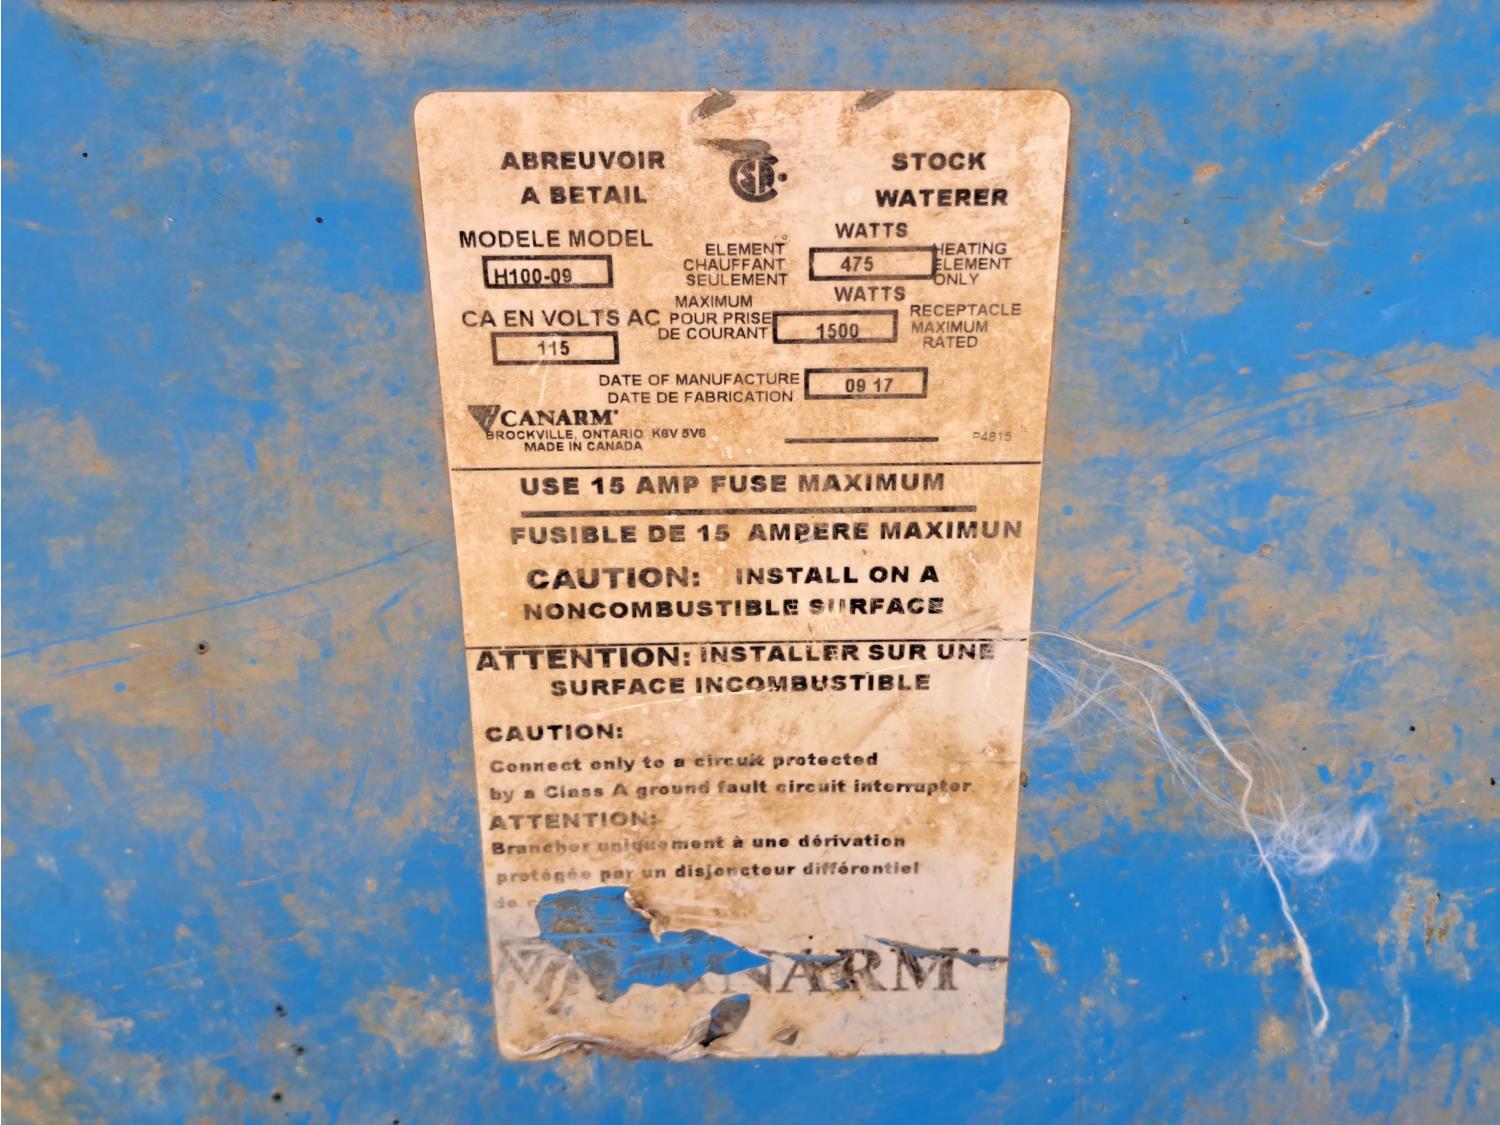 ABREUVOIR
A BETAIL
STOCK
WATERER
MODELE MODEL
H100-09
ELEMENT
CHAUFFANT
SEULEMENT
WATTS
475
HEATING
ELEMENT
ONLY
CA EN VOLTS AC
115
MAXIMUM
POUR PRISE
DE COURANT
WATTS
1500
RECEPTACLE
MAXIMUM
RATED
DATE OF MANUFACTURE
DATE DE FABRICATION
09 17
CANARM
BROCKVILLE, ONTARIO K6V 5V6
MADE IN CANADA
P4815
USE 15 AMP FUSE MAXIMUM
FUSIBLE DE 15 AMPERE MAXIMUN
CAUTION: INSTALL ON A
NONCOMBUSTIBLE SURFACE
ATTENTION: INSTALLER SUR UNE
SURFACE INCOMBUSTIBLE
CAUTION:
Connect only to a circuit protected
by a Class A ground fault circuit interrupter
ATTENTION:
Brancher uniquement à une dérivation
protégée par un disjoncteur différentiel
de